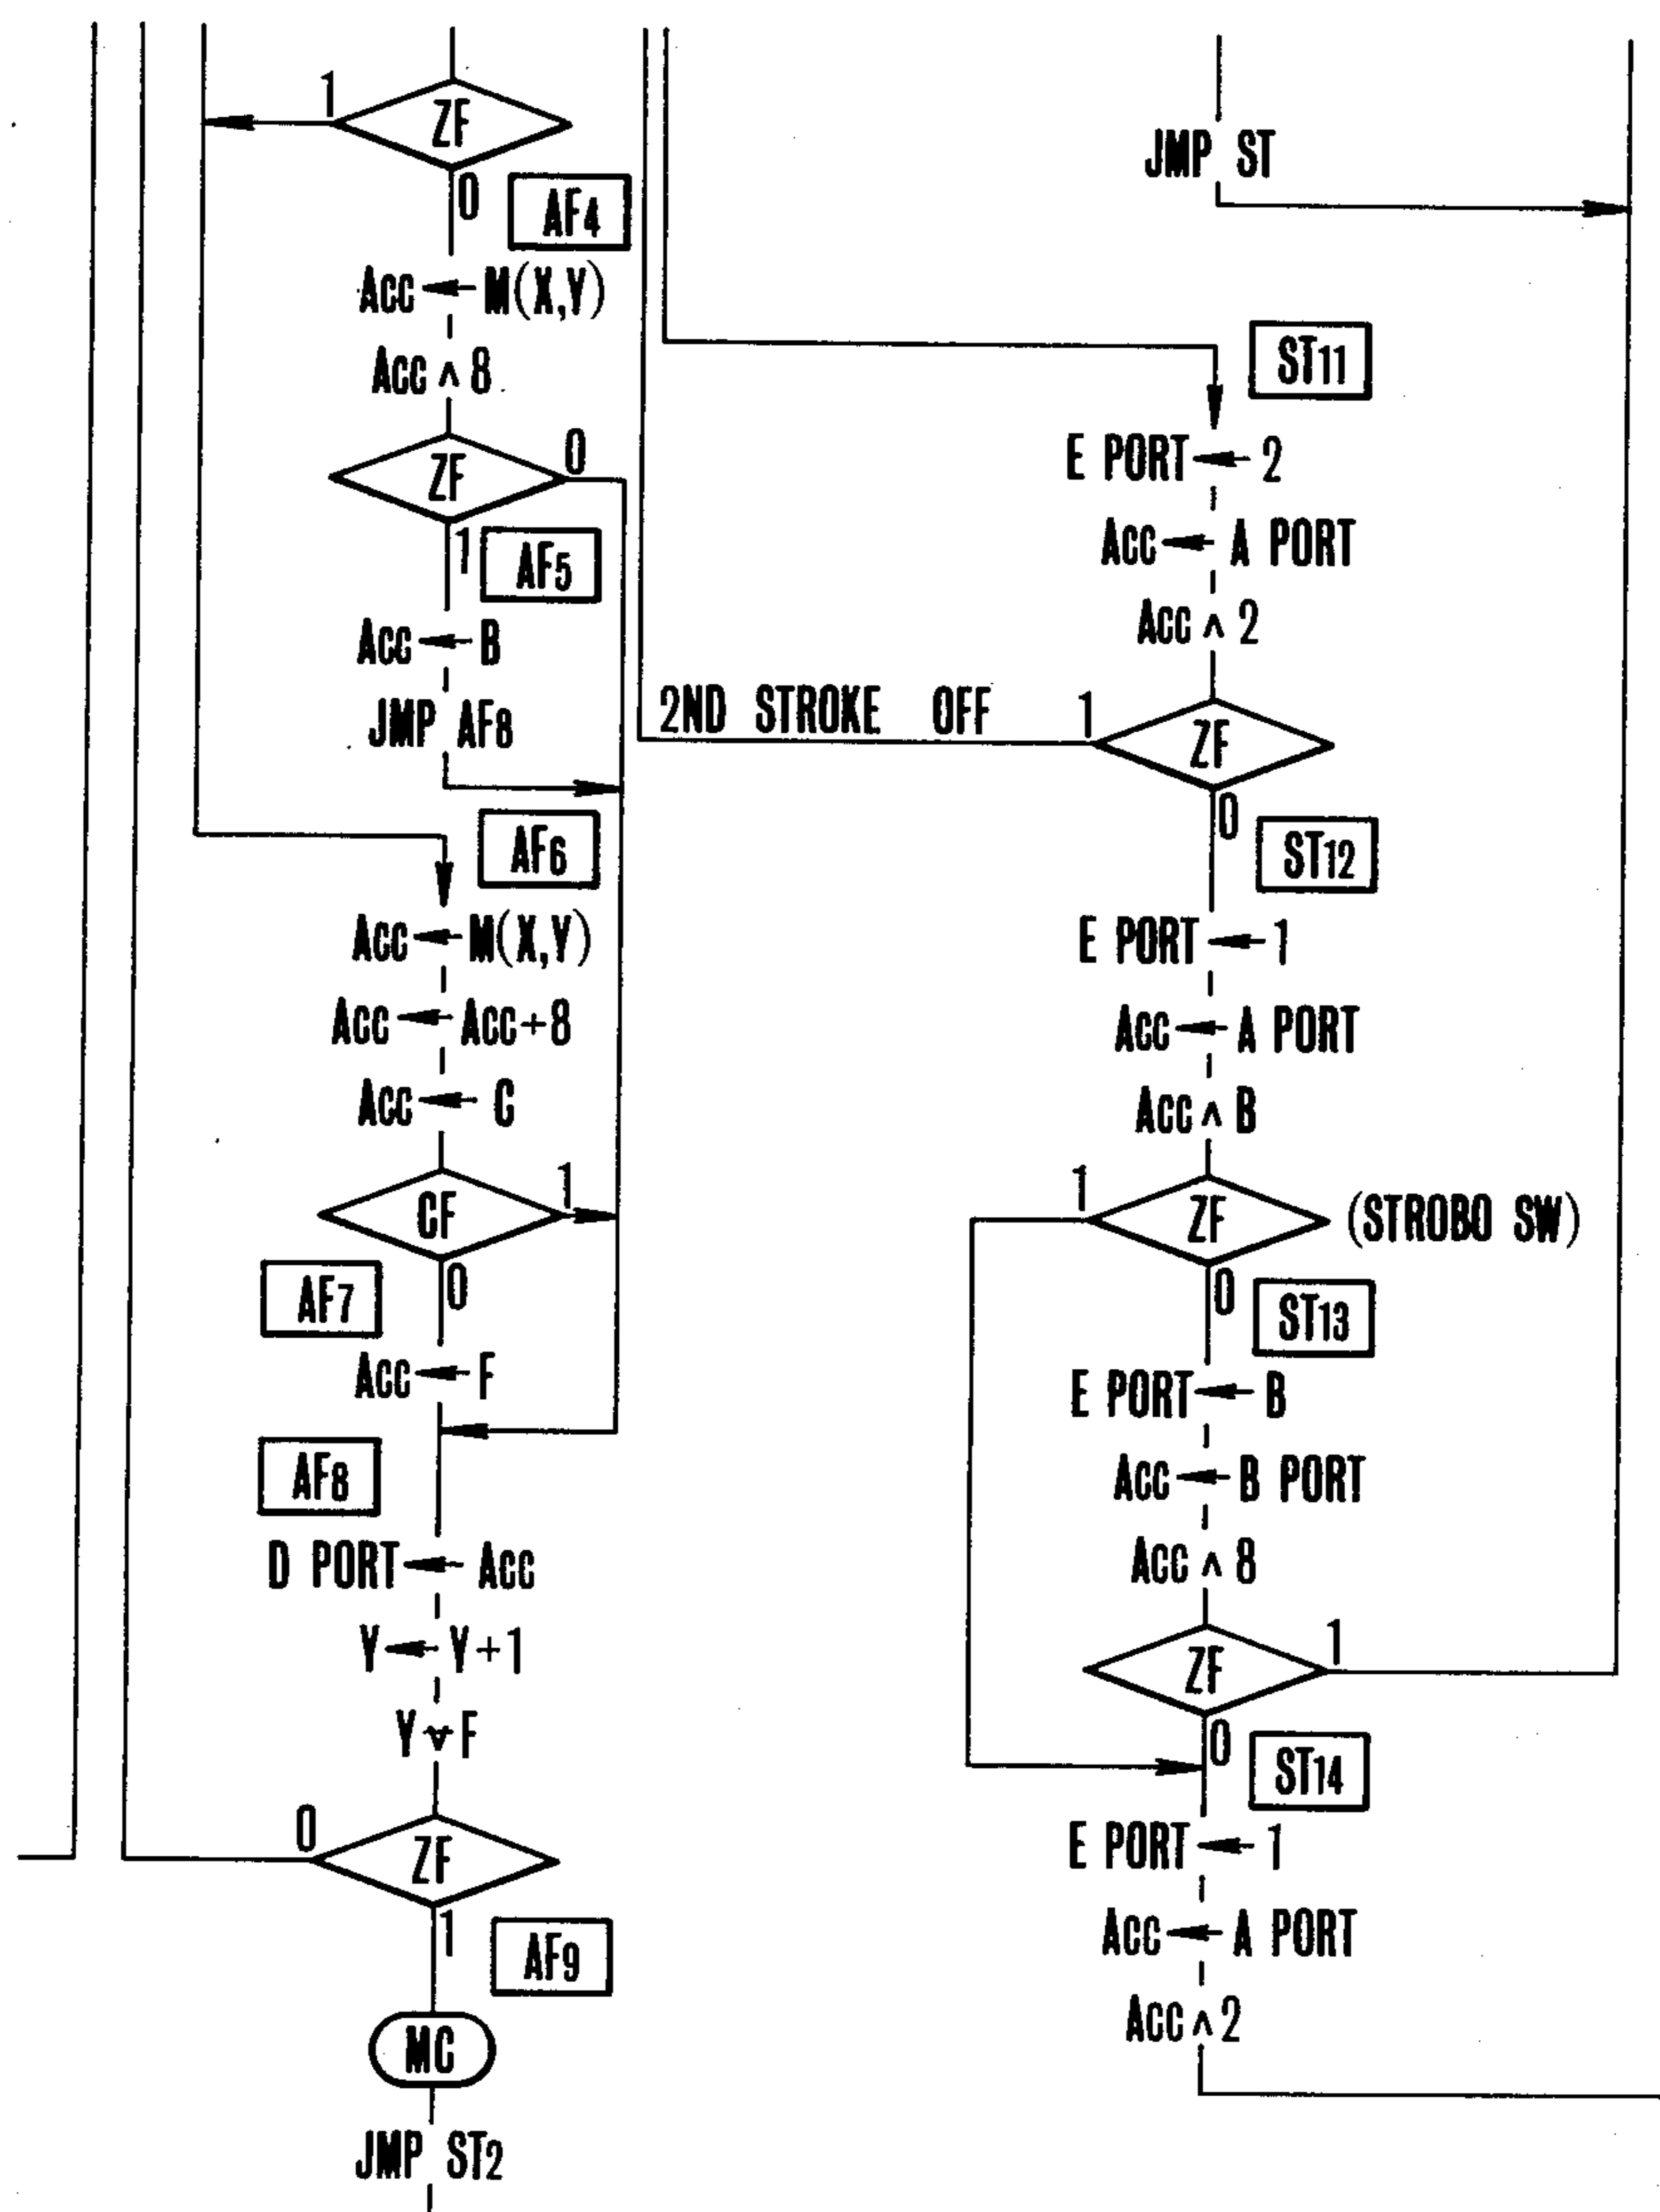 1
ZF
0
AF4
Acc ← M(X,Y)
Acc ∧ 8
ZF
0
1
AF5
Acc ← B
JMP AF8
AF6
Acc ← M(X,Y)
Acc ← Acc+8
Acc ← C
CF
1
0
AF7
Acc ← F
AF8
D PORT ← Acc
Y ← Y+1
Y ∀ F
0
ZF
1
AF9
MC
JMP ST2
JMP ST
ST11
E PORT ← 2
Acc ← A PORT
Acc ∧ 2
2ND STROKE OFF
1
ZF
0
ST12
E PORT ← 1
Acc ← A PORT
Acc ∧ B
1
ZF
(STROBO SW)
0
ST13
E PORT ← B
Acc ← B PORT
Acc ∧ 8
ZF
1
0
ST14
E PORT ← 1
Acc ← A PORT
Acc ∧ 2